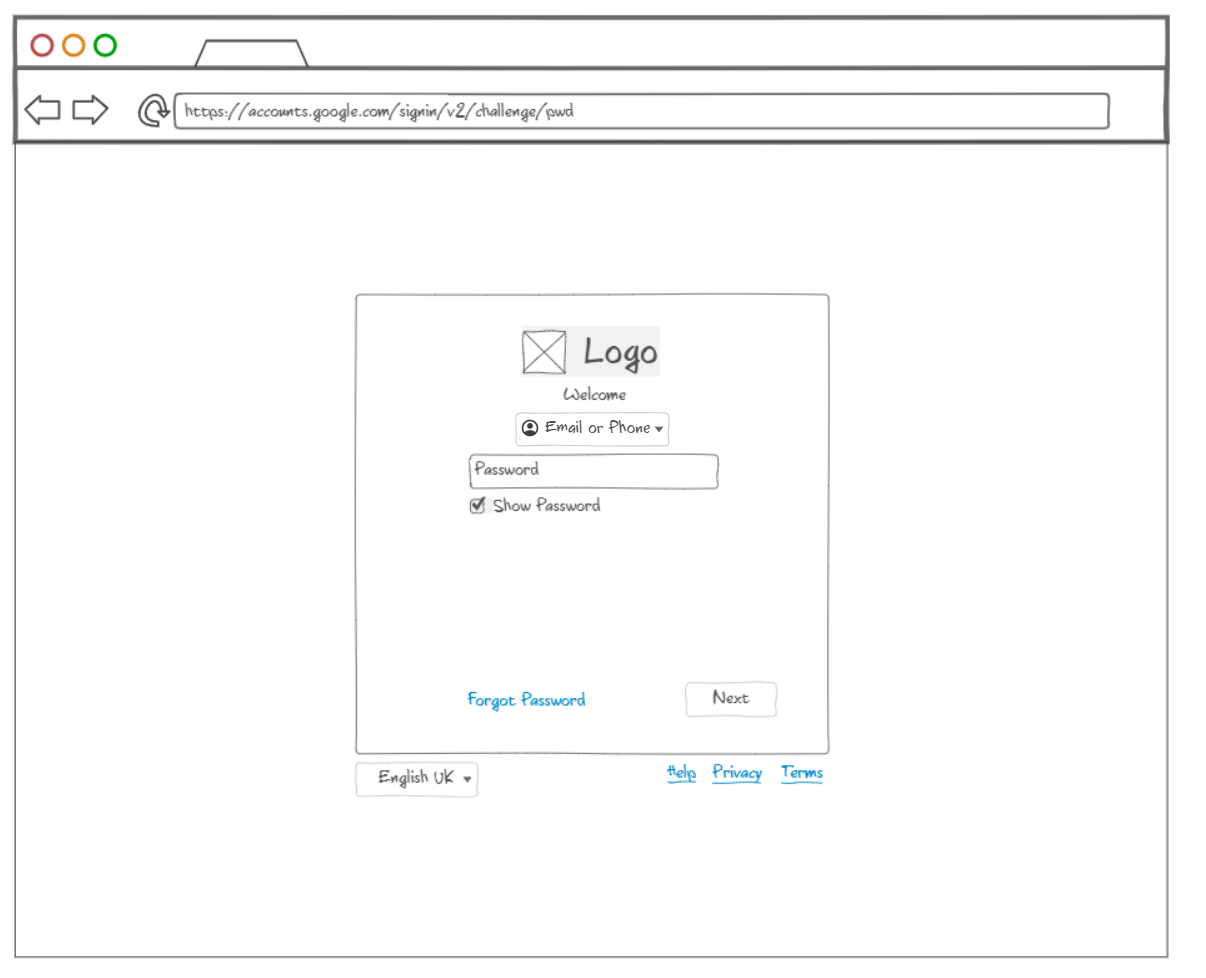 https://accounts.google.com/signin/v2/challenge/pwd
Logo
Welcome
Email or Phone
Password
Show Password
Forgot Password Next
English UK Help Privacy Terms